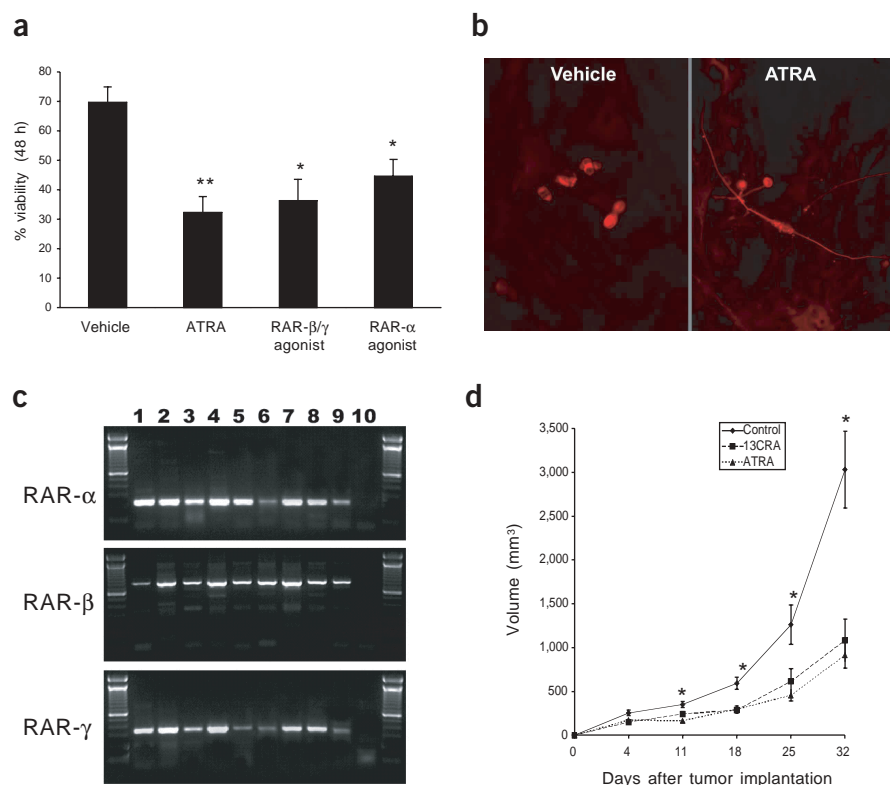 a
80
70
60
50
40
30
20
10
0
% viability (48 h)
**
*
*
Vehicle
ATRA
RAR-β/γ
agonist
RAR-α
agonist
b
Vehicle
ATRA
c
1 2 3 4 5 6 7 8 9 10
RAR-α
RAR-β
RAR-γ
d
Control
13CRA
ATRA
3,500
3,000
2,500
2,000
1,500
1,000
500
0
Volume (mm³)
*
*
*
*
0 4 11 18 25 32
Days after tumor implantation